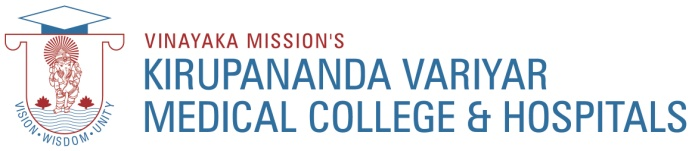 VINAYAKA MISSION'S
KIRUPANANDA VARIYAR
MEDICAL COLLEGE & HOSPITALS
VISION • WISDOM • UNITY